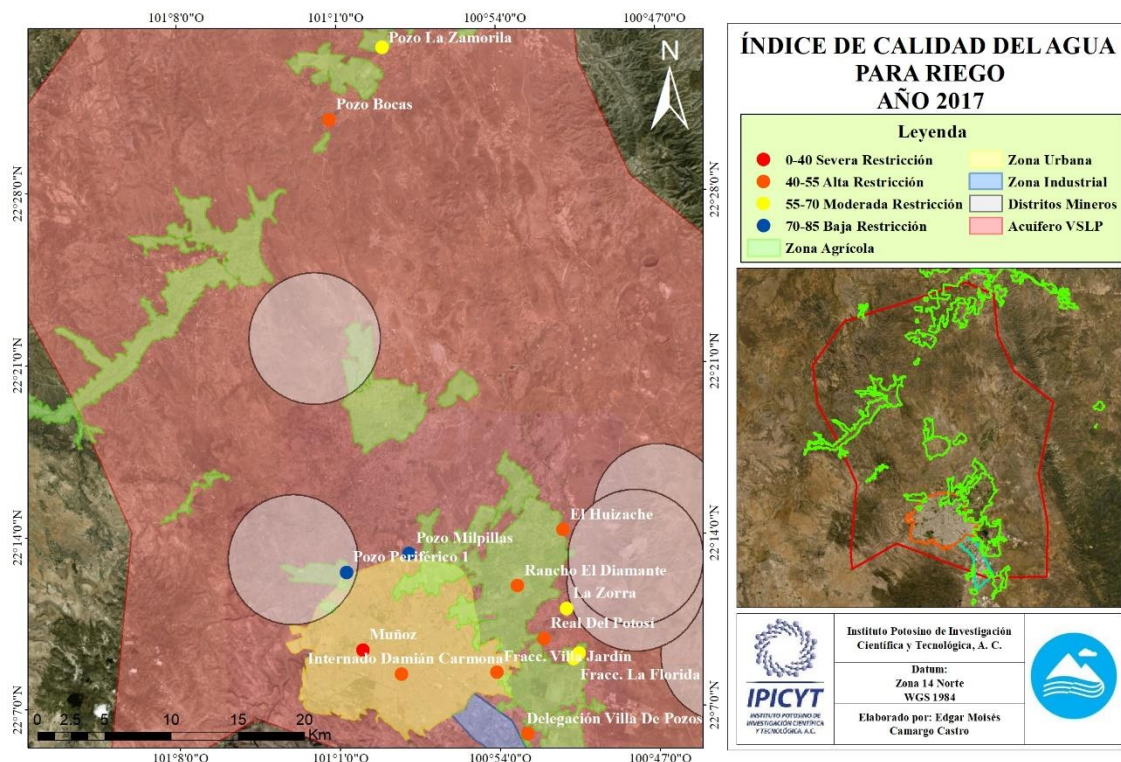 101°8'0"O
101°1'0"O
100°54'0"O
100°47'0"O
Pozo La Zamorila
N
Pozo Bocas
22°28'0"N
22°28'0"N
22°21'0"N
22°21'0"N
22°14'0"N
22°14'0"N
El Huizache
Pozo Milpillas
Pozo Periférico 1
Rancho El Diamante
La Zorra
Real Del Potosí
Muñoz
Internado Damián Carmona
Fracc. Villa Jardín
Fracc. La Florida
22°7'0"N
22°7'0"N
Delegación Villa De Pozos
0 2.5 5 10 15 20
Km
101°8'0"O
101°1'0"O
100°54'0"O
100°47'0"O
ÍNDICE DE CALIDAD DEL AGUA
PARA RIEGO
AÑO 2017
Leyenda
0-40 Severa Restricción
40-55 Alta Restricción
55-70 Moderada Restricción
70-85 Baja Restricción
Zona Agrícola
Zona Urbana
Zona Industrial
Distritos Mineros
Acuífero VSLP
IPICYT
INSTITUTO POTOSINO DE
INVESTIGACIÓN CIENTÍFICA
Y TECNOLÓGICA, A.C.
Instituto Potosino de Investigación
Científica y Tecnológica, A. C.
Datum:
Zona 14 Norte
WGS 1984
Elaborado por: Edgar Moisés
Camargo Castro